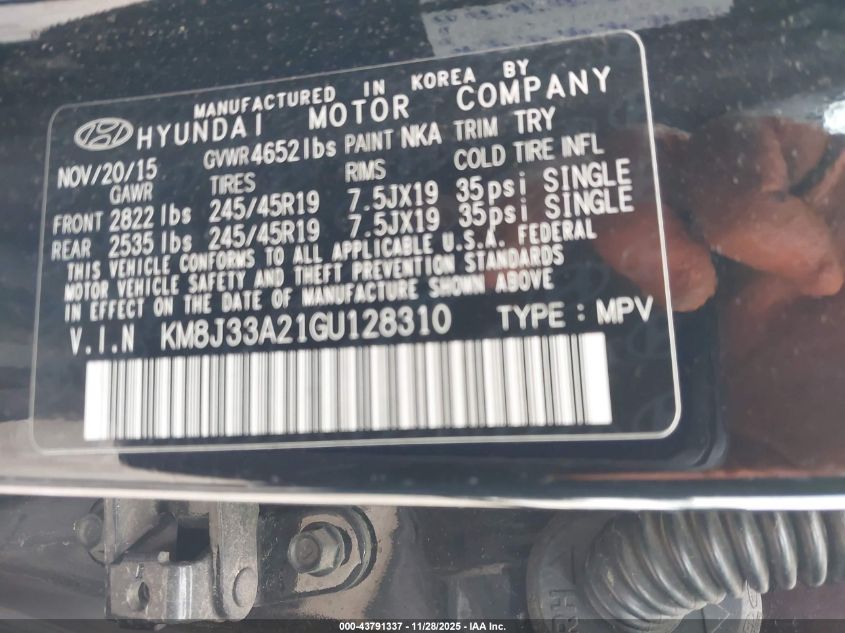 MANUFACTURED IN KOREA BY
HYUNDAI MOTOR COMPANY
NOV/20/15 GVWR 4652 lbs PAINT NKA TRIM TRY
GAWR TIRES RIMS COLD TIRE INFL
FRONT 2822 lbs 245/45R19 7.5JX19 35psi SINGLE
REAR 2535 lbs 245/45R19 7.5JX19 35psi SINGLE
THIS VEHICLE CONFORMS TO ALL APPLICABLE U.S.A. FEDERAL
MOTOR VEHICLE SAFETY AND THEFT PREVENTION STANDARDS
IN EFFECT ON THE DATE OF MANUFACTURE SHOWN ABOVE
V.I.N KM8J33A21GU128310 TYPE : MPV
RH
000-43791337 - 11/28/2025 - IAA Inc.